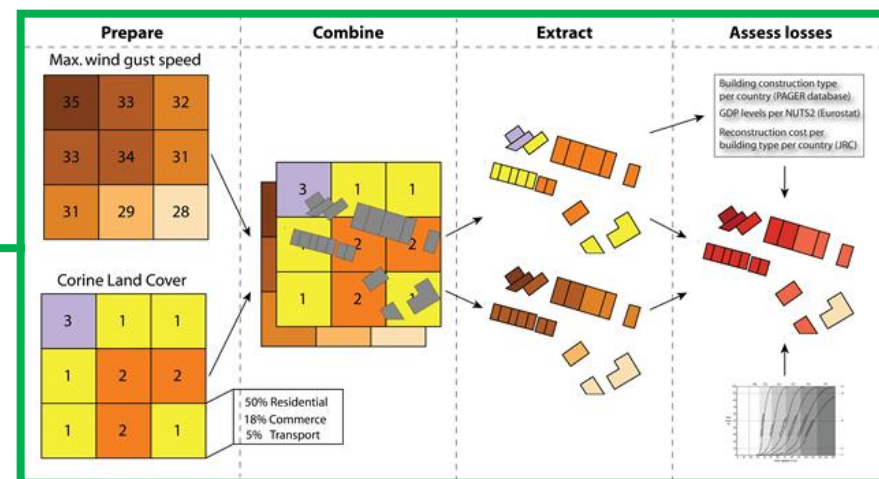 Prepare
Combine
Extract
Assess losses
Max. wind gust speed
35 33 32
33 34 31
31 29 28
Corine Land Cover
3 1 1
1 2 2
1 2 1
50% Residential
18% Commerce
5% Transport
3 1 1
2 2
1 2 1
Building construction type
per country (PAGER database)
GDP levels per NUTS2 (Eurostat)
Reconstruction cost per
building type per country (JRC)